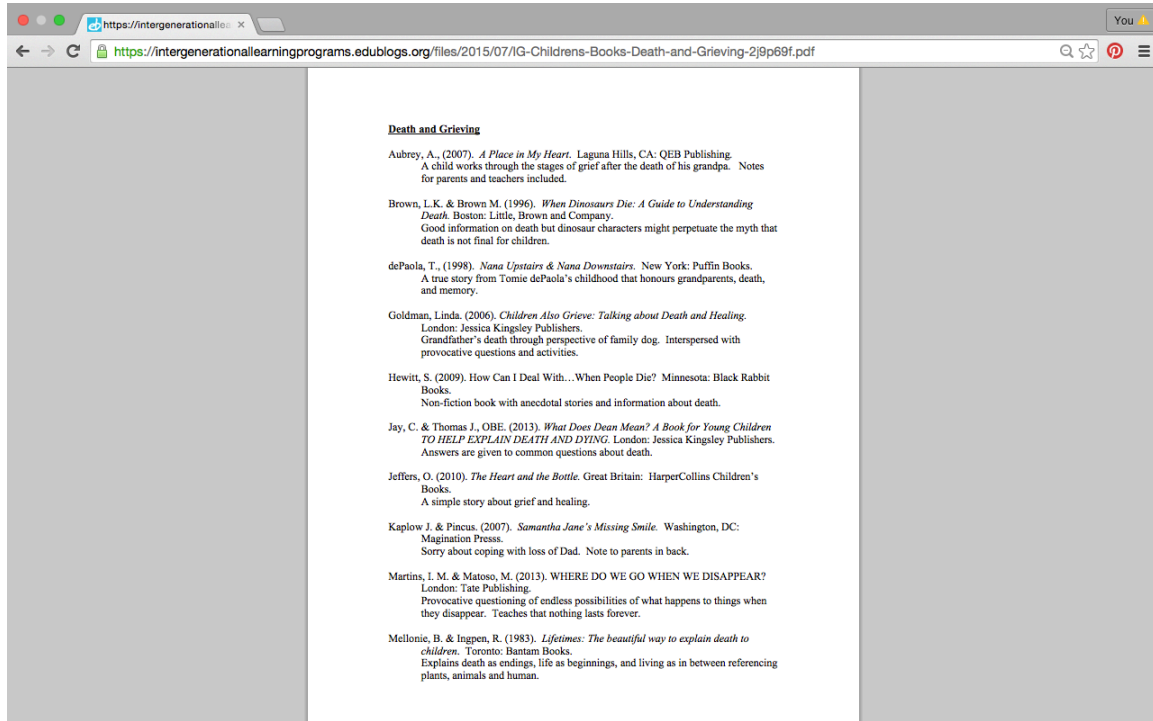 https://intergenerationallea
You
https://intergenerationallearningprograms.edublogs.org/files/2015/07/IG-Childrens-Books-Death-and-Grieving-2j9p69f.pdf
Death and Grieving
Aubrey, A., (2007). A Place in My Heart. Laguna Hills, CA: QEB Publishing.
A child works through the stages of grief after the death of his grandpa. Notes
for parents and teachers included.
Brown, L.K. & Brown M. (1996). When Dinosaurs Die: A Guide to Understanding
Death. Boston: Little, Brown and Company.
Good information on death but dinosaur characters might perpetuate the myth that
death is not final for children.
dePaola, T., (1998). Nana Upstairs & Nana Downstairs. New York: Puffin Books.
A true story from Tomie dePaola's childhood that honours grandparents, death,
and memory.
Goldman, Linda. (2006). Children Also Grieve: Talking about Death and Healing.
London: Jessica Kingsley Publishers.
Grandfather's death through perspective of family dog. Interspersed with
provocative questions and activities.
Hewitt, S. (2009). How Can I Deal With…When People Die? Minnesota: Black Rabbit
Books.
Non-fiction book with anecdotal stories and information about death.
Jay, C. & Thomas J., OBE. (2013). What Does Dean Mean? A Book for Young Children
TO HELP EXPLAIN DEATH AND DYING. London: Jessica Kingsley Publishers.
Answers are given to common questions about death.
Jeffers, O. (2010). The Heart and the Bottle. Great Britain: HarperCollins Children's
Books.
A simple story about grief and healing.
Kaplow J. & Pincus. (2007). Samantha Jane's Missing Smile. Washington, DC:
Magination Presss.
Sorry about coping with loss of Dad. Note to parents in back.
Martins, I. M. & Matoso, M. (2013). WHERE DO WE GO WHEN WE DISAPPEAR?
London: Tate Publishing.
Provocative questioning of endless possibilities of what happens to things when
they disappear. Teaches that nothing lasts forever.
Mellonie, B. & Ingpen, R. (1983). Lifetimes: The beautiful way to explain death to
children. Toronto: Bantam Books.
Explains death as endings, life as beginnings, and living as in between referencing
plants, animals and human.